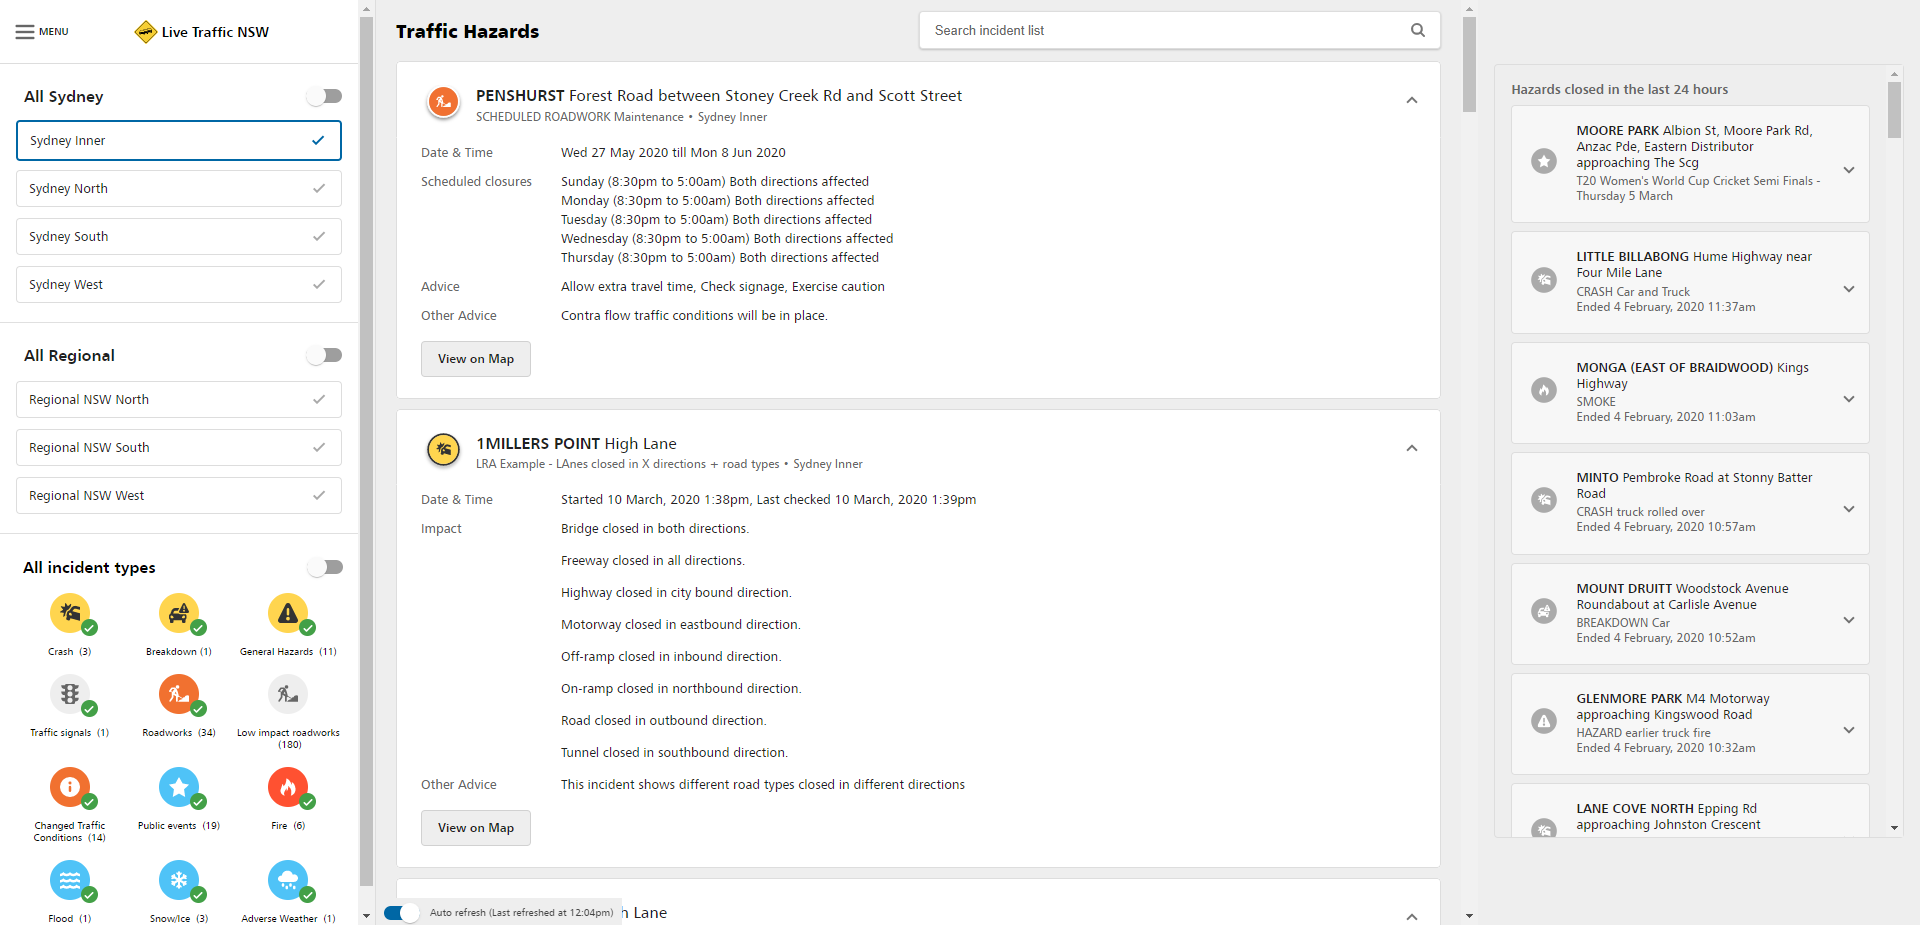 MENU
Live Traffic NSW
All Sydney
Sydney Inner
Sydney North
Sydney South
Sydney West
All Regional
Regional NSW North
Regional NSW South
Regional NSW West
All incident types
Crash (3)
Breakdown (1)
General Hazards (11)
Traffic signals (1)
Roadworks (34)
Low impact roadworks
(180)
Changed Traffic
Conditions (14)
Public events (19)
Fire (6)
Flood (1)
Snow/Ice (3)
Adverse Weather (1)
Traffic Hazards
Search incident list
PENSHURST Forest Road between Stoney Creek Rd and Scott Street
SCHEDULED ROADWORK Maintenance • Sydney Inner
Date & Time Wed 27 May 2020 till Mon 8 Jun 2020
Scheduled closures Sunday (8:30pm to 5:00am) Both directions affected
Monday (8:30pm to 5:00am) Both directions affected
Tuesday (8:30pm to 5:00am) Both directions affected
Wednesday (8:30pm to 5:00am) Both directions affected
Thursday (8:30pm to 5:00am) Both directions affected
Advice Allow extra travel time, Check signage, Exercise caution
Other Advice Contra flow traffic conditions will be in place.
View on Map
1MILLERS POINT High Lane
LRA Example - LAnes closed in X directions + road types • Sydney Inner
Date & Time Started 10 March, 2020 1:38pm, Last checked 10 March, 2020 1:39pm
Impact Bridge closed in both directions.
Freeway closed in all directions.
Highway closed in city bound direction.
Motorway closed in eastbound direction.
Off-ramp closed in inbound direction.
On-ramp closed in northbound direction.
Road closed in outbound direction.
Tunnel closed in southbound direction.
Other Advice This incident shows different road types closed in different directions
View on Map
Auto refresh (Last refreshed at 12:04pm)
h Lane
Hazards closed in the last 24 hours
MOORE PARK Albion St, Moore Park Rd,
Anzac Pde, Eastern Distributor
approaching The Scg
T20 Women's World Cup Cricket Semi Finals -
Thursday 5 March
LITTLE BILLABONG Hume Highway near
Four Mile Lane
CRASH Car and Truck
Ended 4 February, 2020 11:37am
MONGA (EAST OF BRAIDWOOD) Kings
Highway
SMOKE
Ended 4 February, 2020 11:03am
MINTO Pembroke Road at Stonny Batter
Road
CRASH truck rolled over
Ended 4 February, 2020 10:57am
MOUNT DRUITT Woodstock Avenue
Roundabout at Carlisle Avenue
BREAKDOWN Car
Ended 4 February, 2020 10:52am
GLENMORE PARK M4 Motorway
approaching Kingswood Road
HAZARD earlier truck fire
Ended 4 February, 2020 10:32am
LANE COVE NORTH Epping Rd
approaching Johnston Crescent